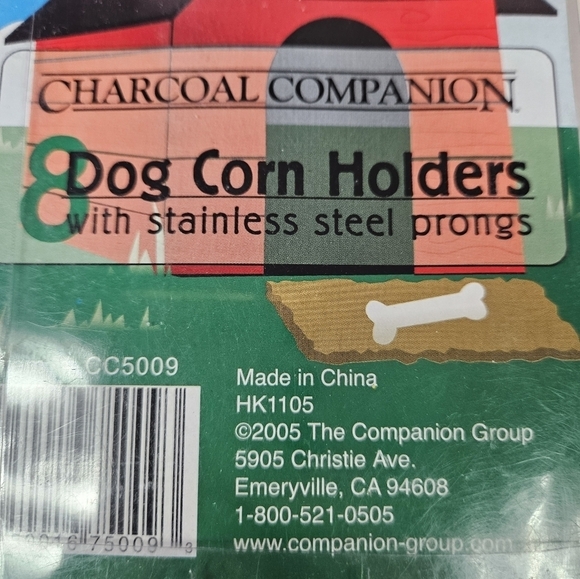 CHARCOAL COMPANION
8 Dog Corn Holders
with stainless steel prongs
CC5009
Made in China
HK1105
©2005 The Companion Group
5905 Christie Ave.
Emeryville, CA 94608
1-800-521-0505
www.companion-group.com
75009